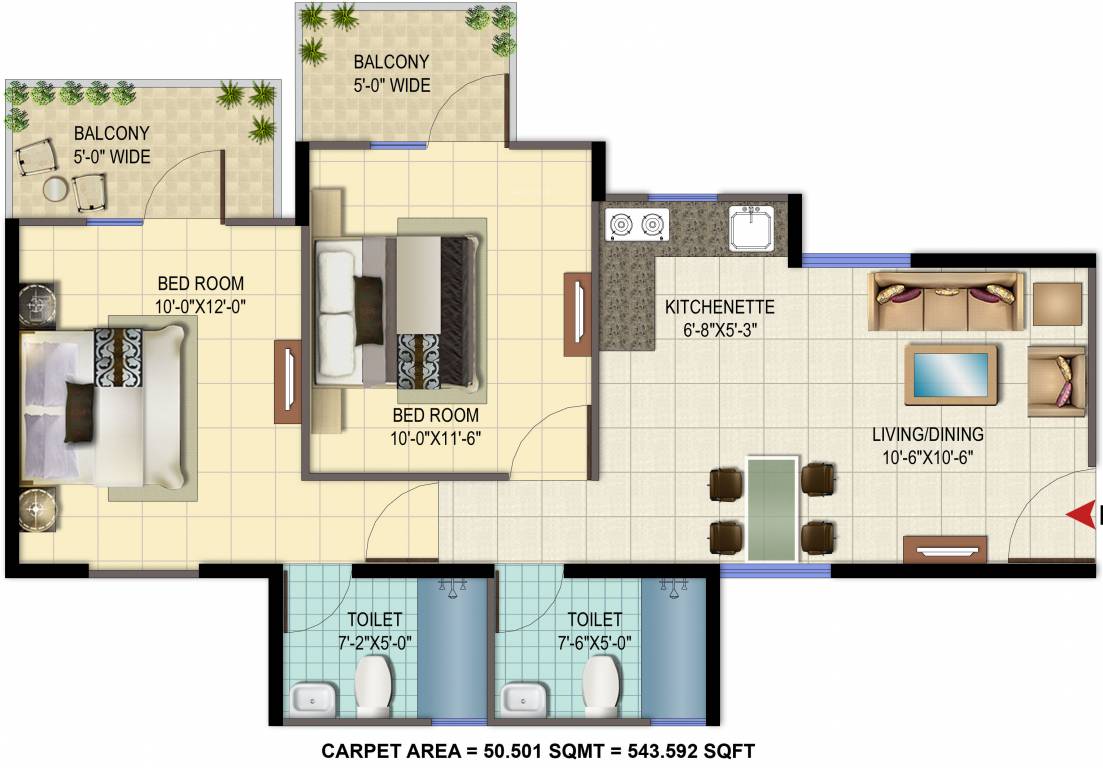 BALCONY
5'-0" WIDE
BALCONY
5'-0" WIDE
BED ROOM
10'-0"X12'-0"
KITCHENETTE
6'-8"X5'-3"
BED ROOM
10'-0"X11'-6"
LIVING/DINING
10'-6"X10'-6"
TOILET
7'-2"X5'-0"
TOILET
7'-6"X5'-0"
CARPET AREA = 50.501 SQMT = 543.592 SQFT